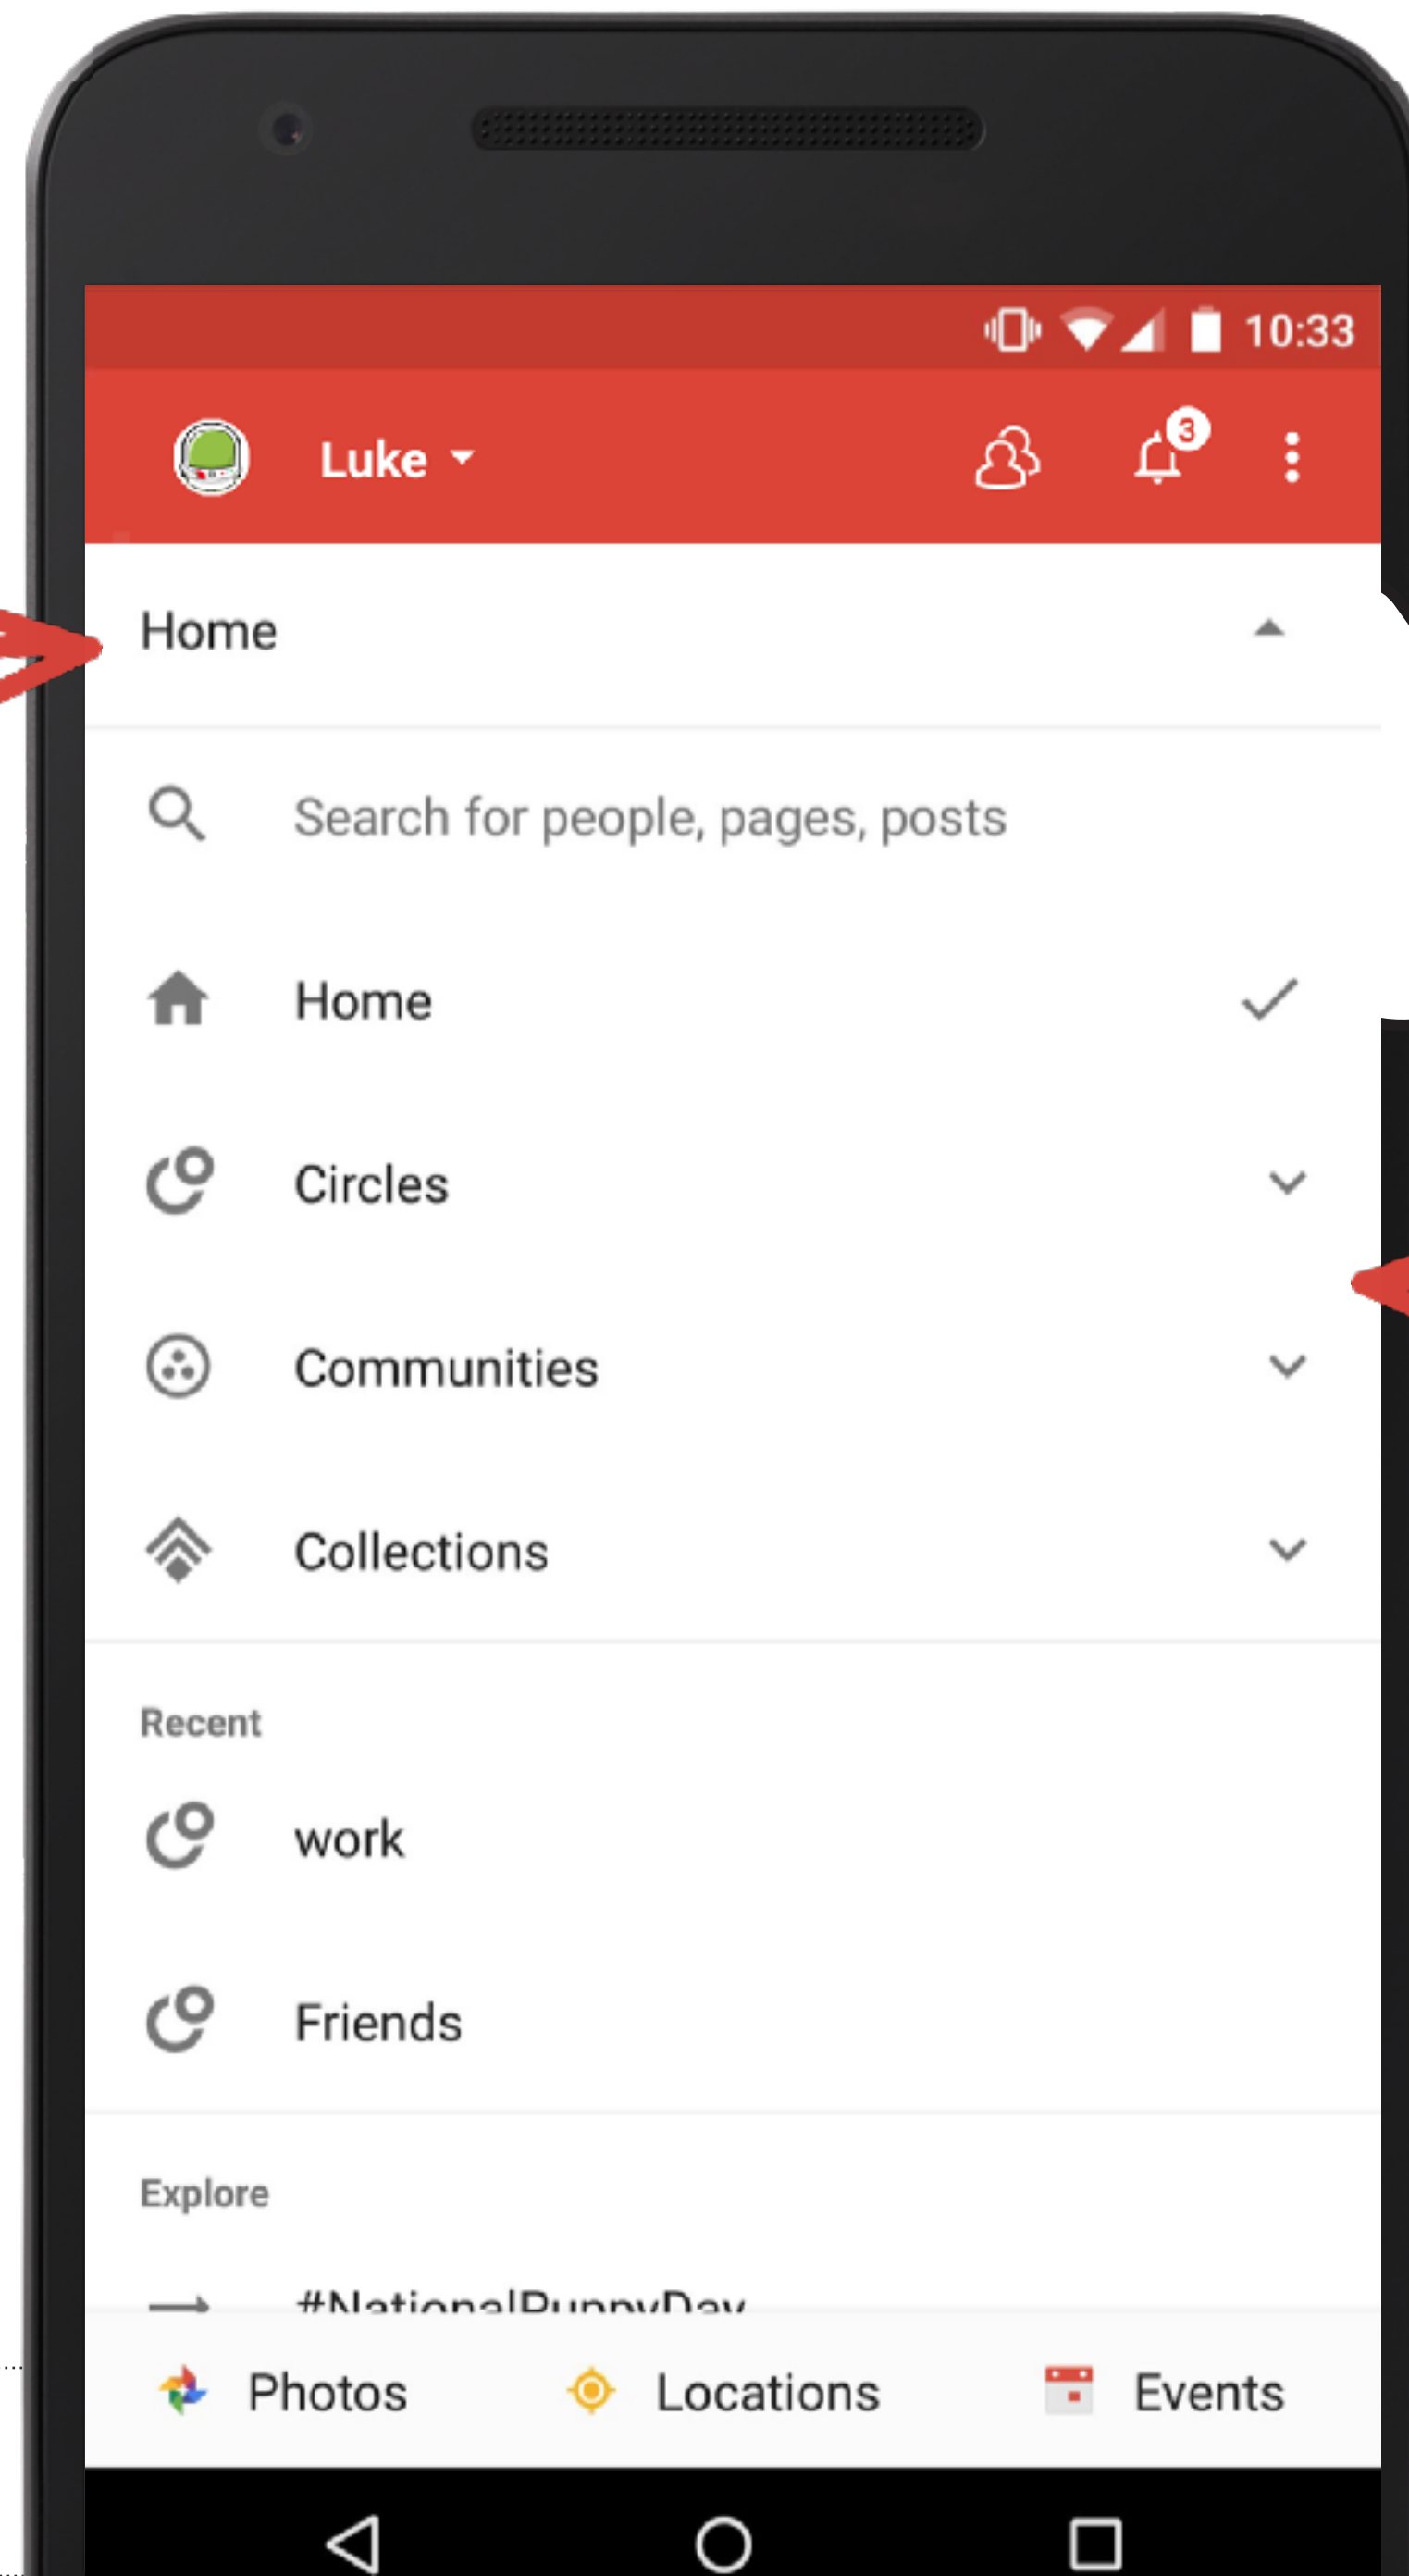 10:33
Luke
3
Home
Search for people, pages, posts
Home
Circles
Communities
Collections
Recent
work
Friends
Explore
#NationalPuppyDay
Photos
Locations
Events